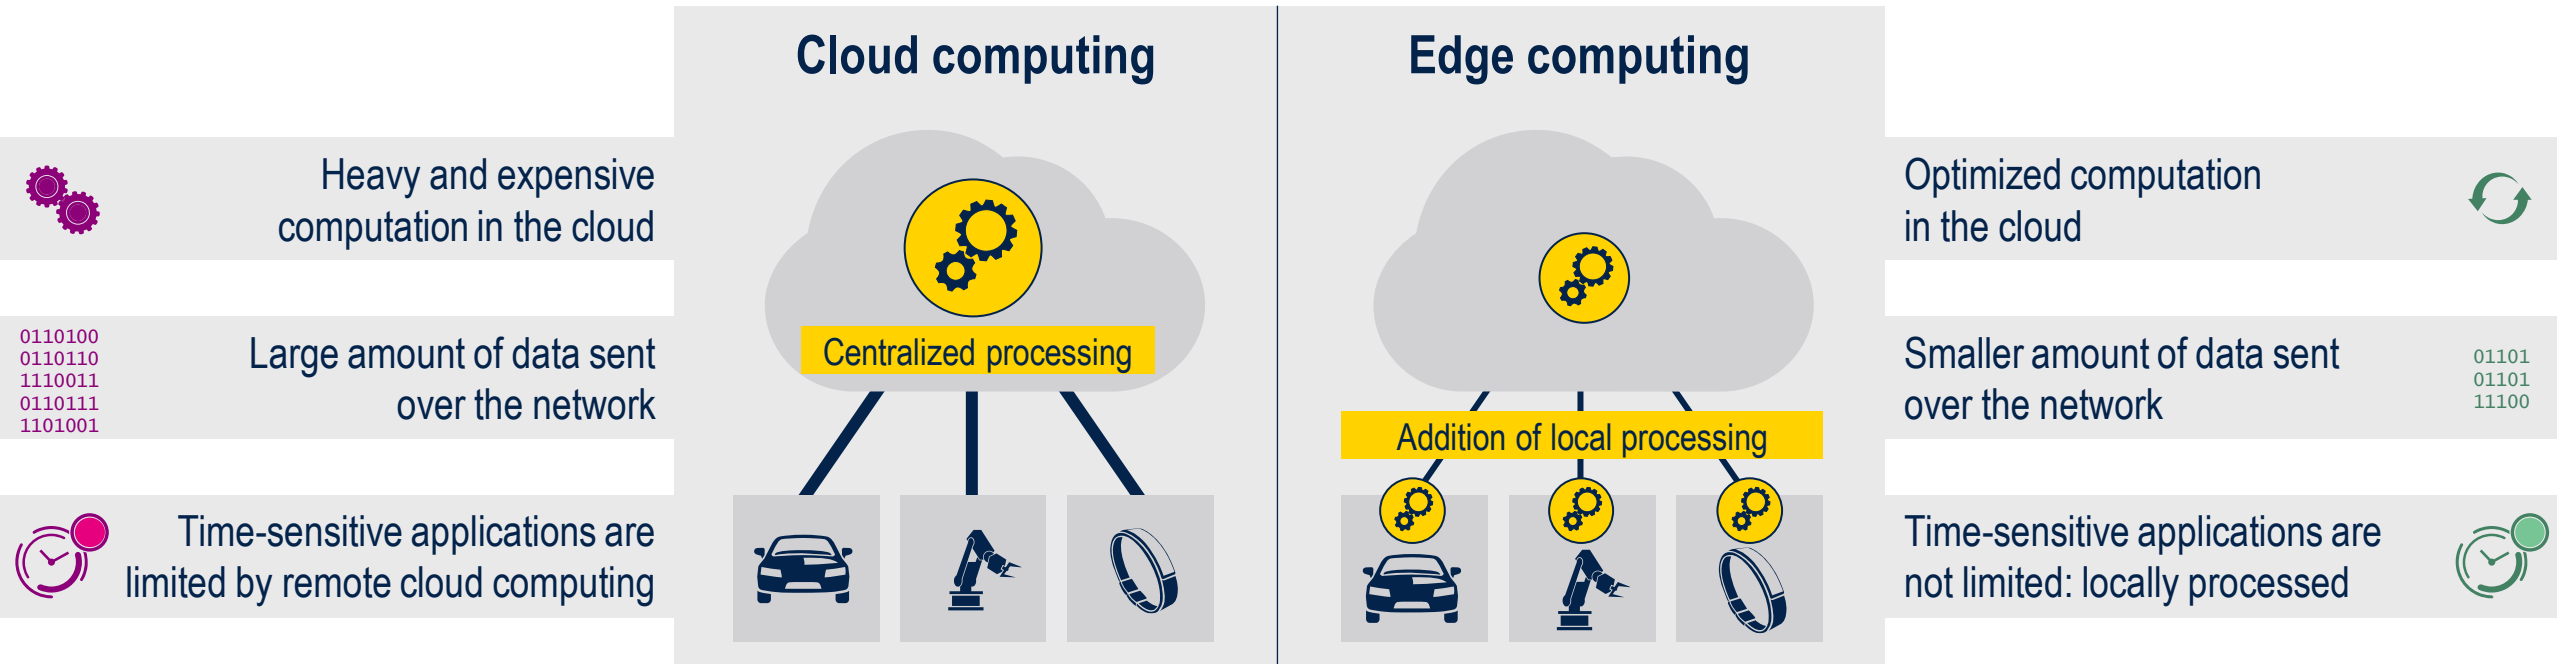 Cloud computing
Edge computing
Heavy and expensive
computation in the cloud
0110100
0110110
1110011
0110111
1101001
Large amount of data sent
over the network
Time-sensitive applications are
limited by remote cloud computing
Centralized processing
Addition of local processing
Optimized computation
in the cloud
Smaller amount of data sent
over the network
01101
01101
11100
Time-sensitive applications are
not limited: locally processed